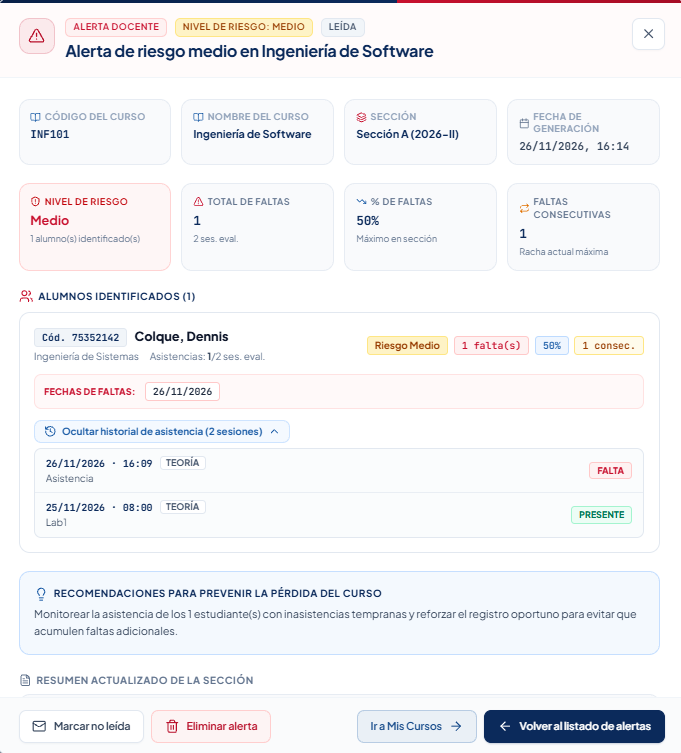 ALERTA DOCENTE NIVEL DE RIESGO: MEDIO LEÍDA
Alerta de riesgo medio en Ingeniería de Software
CÓDIGO DEL CURSO
INF101
NOMBRE DEL CURSO
Ingeniería de Software
SECCIÓN
Sección A (2026-II)
FECHA DE
GENERACIÓN
26/11/2026, 16:14
NIVEL DE RIESGO
Medio
1 alumno(s) identificado(s)
TOTAL DE FALTAS
1
2 ses. eval.
% DE FALTAS
50%
Máximo en sección
FALTAS
CONSECUTIVAS
1
Racha actual máxima
ALUMNOS IDENTIFICADOS (1)
Cód. 75352142 Colque, Dennis
Ingeniería de Sistemas Asistencias: 1/2 ses. eval.
Riesgo Medio 1 falta(s) 50% 1 consec.
FECHAS DE FALTAS: 26/11/2026
Ocultar historial de asistencia (2 sesiones)
26/11/2026 · 16:09 TEORÍA
Asistencia
FALTA
25/11/2026 · 08:00 TEORÍA
Lab1
PRESENTE
RECOMENDACIONES PARA PREVENIR LA PÉRDIDA DEL CURSO
Monitorear la asistencia de los 1 estudiante(s) con inasistencias tempranas y reforzar el registro oportuno para evitar que
acumulen faltas adicionales.
RESUMEN ACTUALIZADO DE LA SECCIÓN
Marcar no leída Eliminar alerta Ir a Mis Cursos Volver al listado de alertas